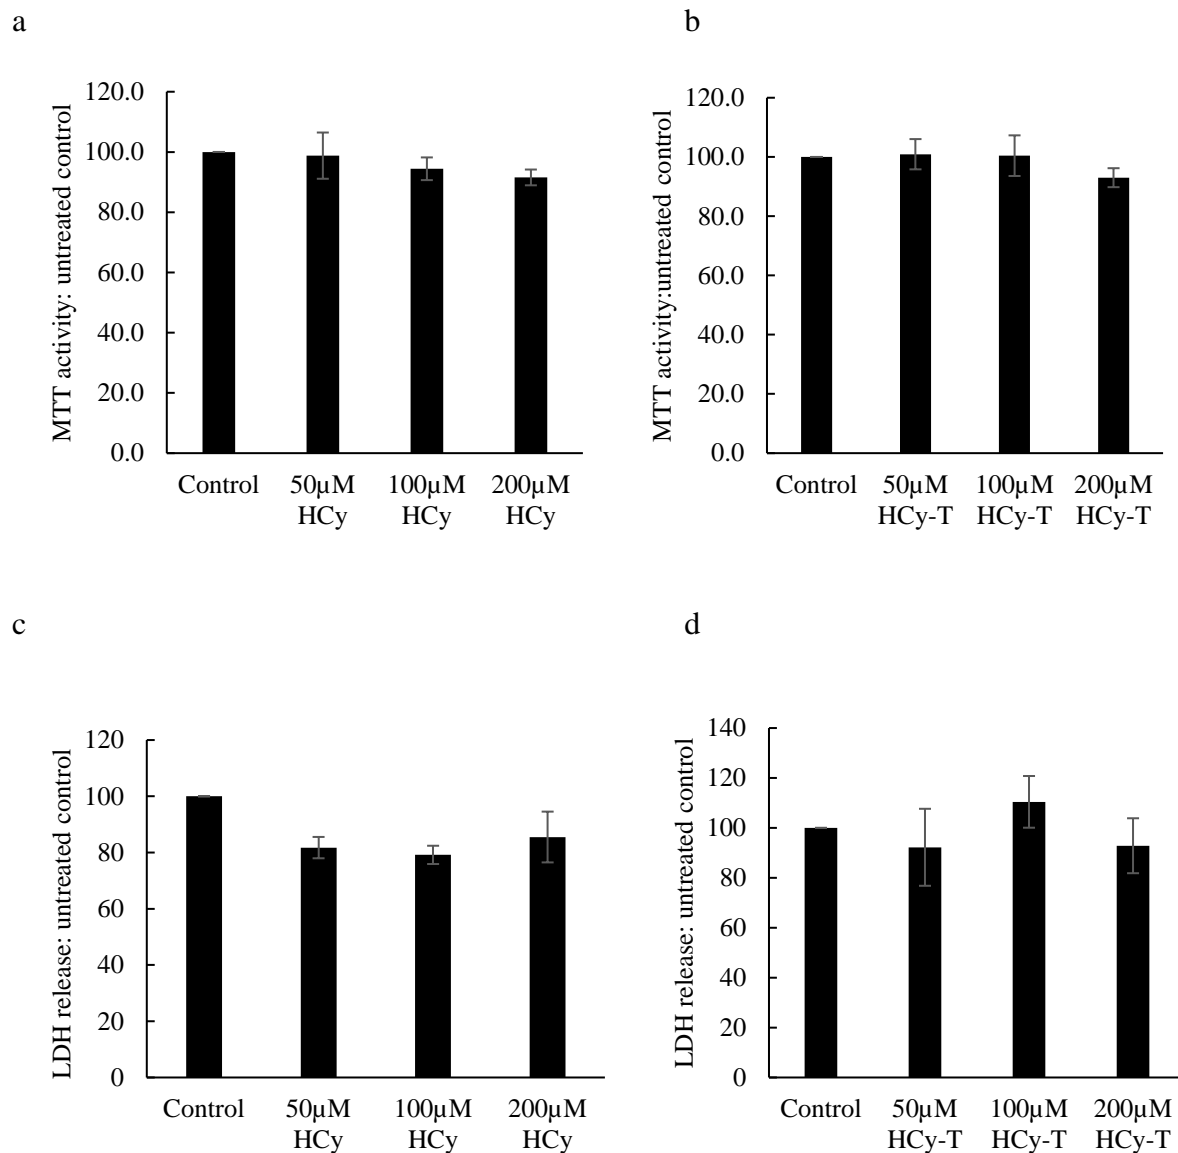 a
MTT activity: untreated control
120.0
100.0
80.0
60.0
40.0
20.0
0.0
Control 50µM 100µM 200µM
HCy HCy HCy
b
MTT activity:untreated control
120.0
100.0
80.0
60.0
40.0
20.0
0.0
Control 50µM 100µM 200µM
HCy-T HCy-T HCy-T
c
LDH release: untreated control
120
100
80
60
40
20
0
Control 50µM 100µM 200µM
HCy HCy HCy
d
LDH release: untreated control
140
120
100
80
60
40
20
0
Control 50µM 100µM 200µM
HCy-T HCy-T HCy-T